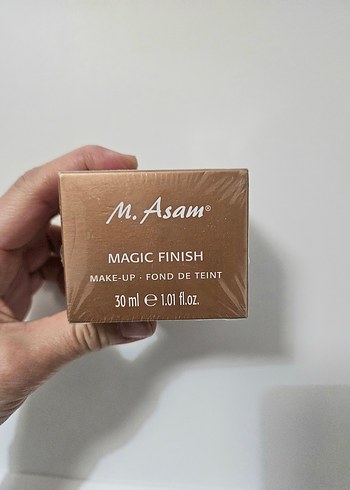 M. Asam®
MAGIC FINISH
MAKE-UP · FOND DE TEINT
30 ml ℮ 1.01 fl.oz.